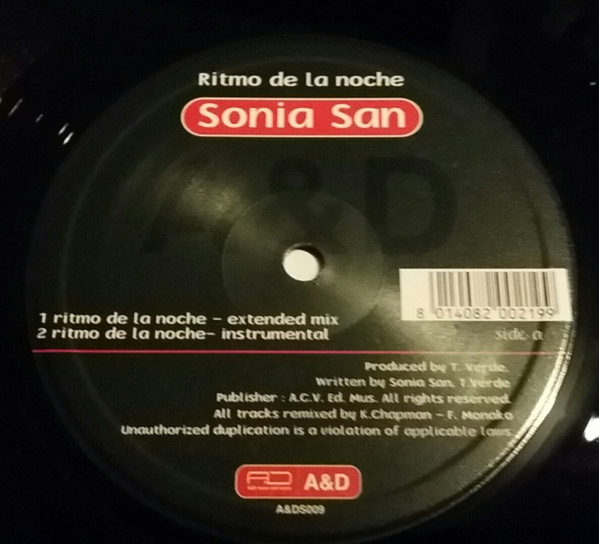 Ritmo de la noche
Sonia San
A&D
8 014082 002199
1 ritmo de la noche - extended mix
2 ritmo de la noche- instrumental
side a
Produced by T. Verde.
Written by Sonia San, T.Verde
Publisher : A.C.V. Ed. Mus. All rights reserved.
All tracks remixed by K.Chapman - F. Monako
Unauthorized duplication is a violation of applicable laws.
AD A&D
A&DS009